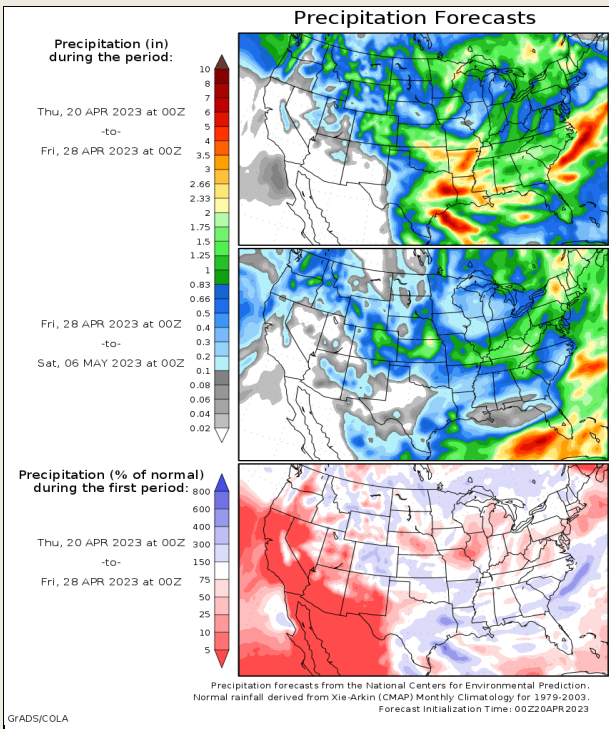 Precipitation Forecasts
Precipitation (in)
during the period:
Thu, 20 APR 2023 at 00Z
-to-
Fri, 28 APR 2023 at 00Z
10
8
7
6
5
4
3.5
3
2.66
2.33
2
1.75
1.5
1.25
1
0.83
0.66
0.5
0.4
0.3
0.2
0.1
0.08
0.06
0.04
0.02
Fri, 28 APR 2023 at 00Z
-to-
Sat, 06 MAY 2023 at 00Z
Precipitation (% of normal)
during the first period:
Thu, 20 APR 2023 at 00Z
-to-
Fri, 28 APR 2023 at 00Z
800
600
400
300
150
75
50
25
10
5
Precipitation forecasts from the National Centers for Environmental Prediction.
Normal rainfall derived from Xie-Arkin (CMAP) Monthly Climatology for 1979-2003.
Forecast Initialization Time: 00Z20APR2023
GrADS/COLA